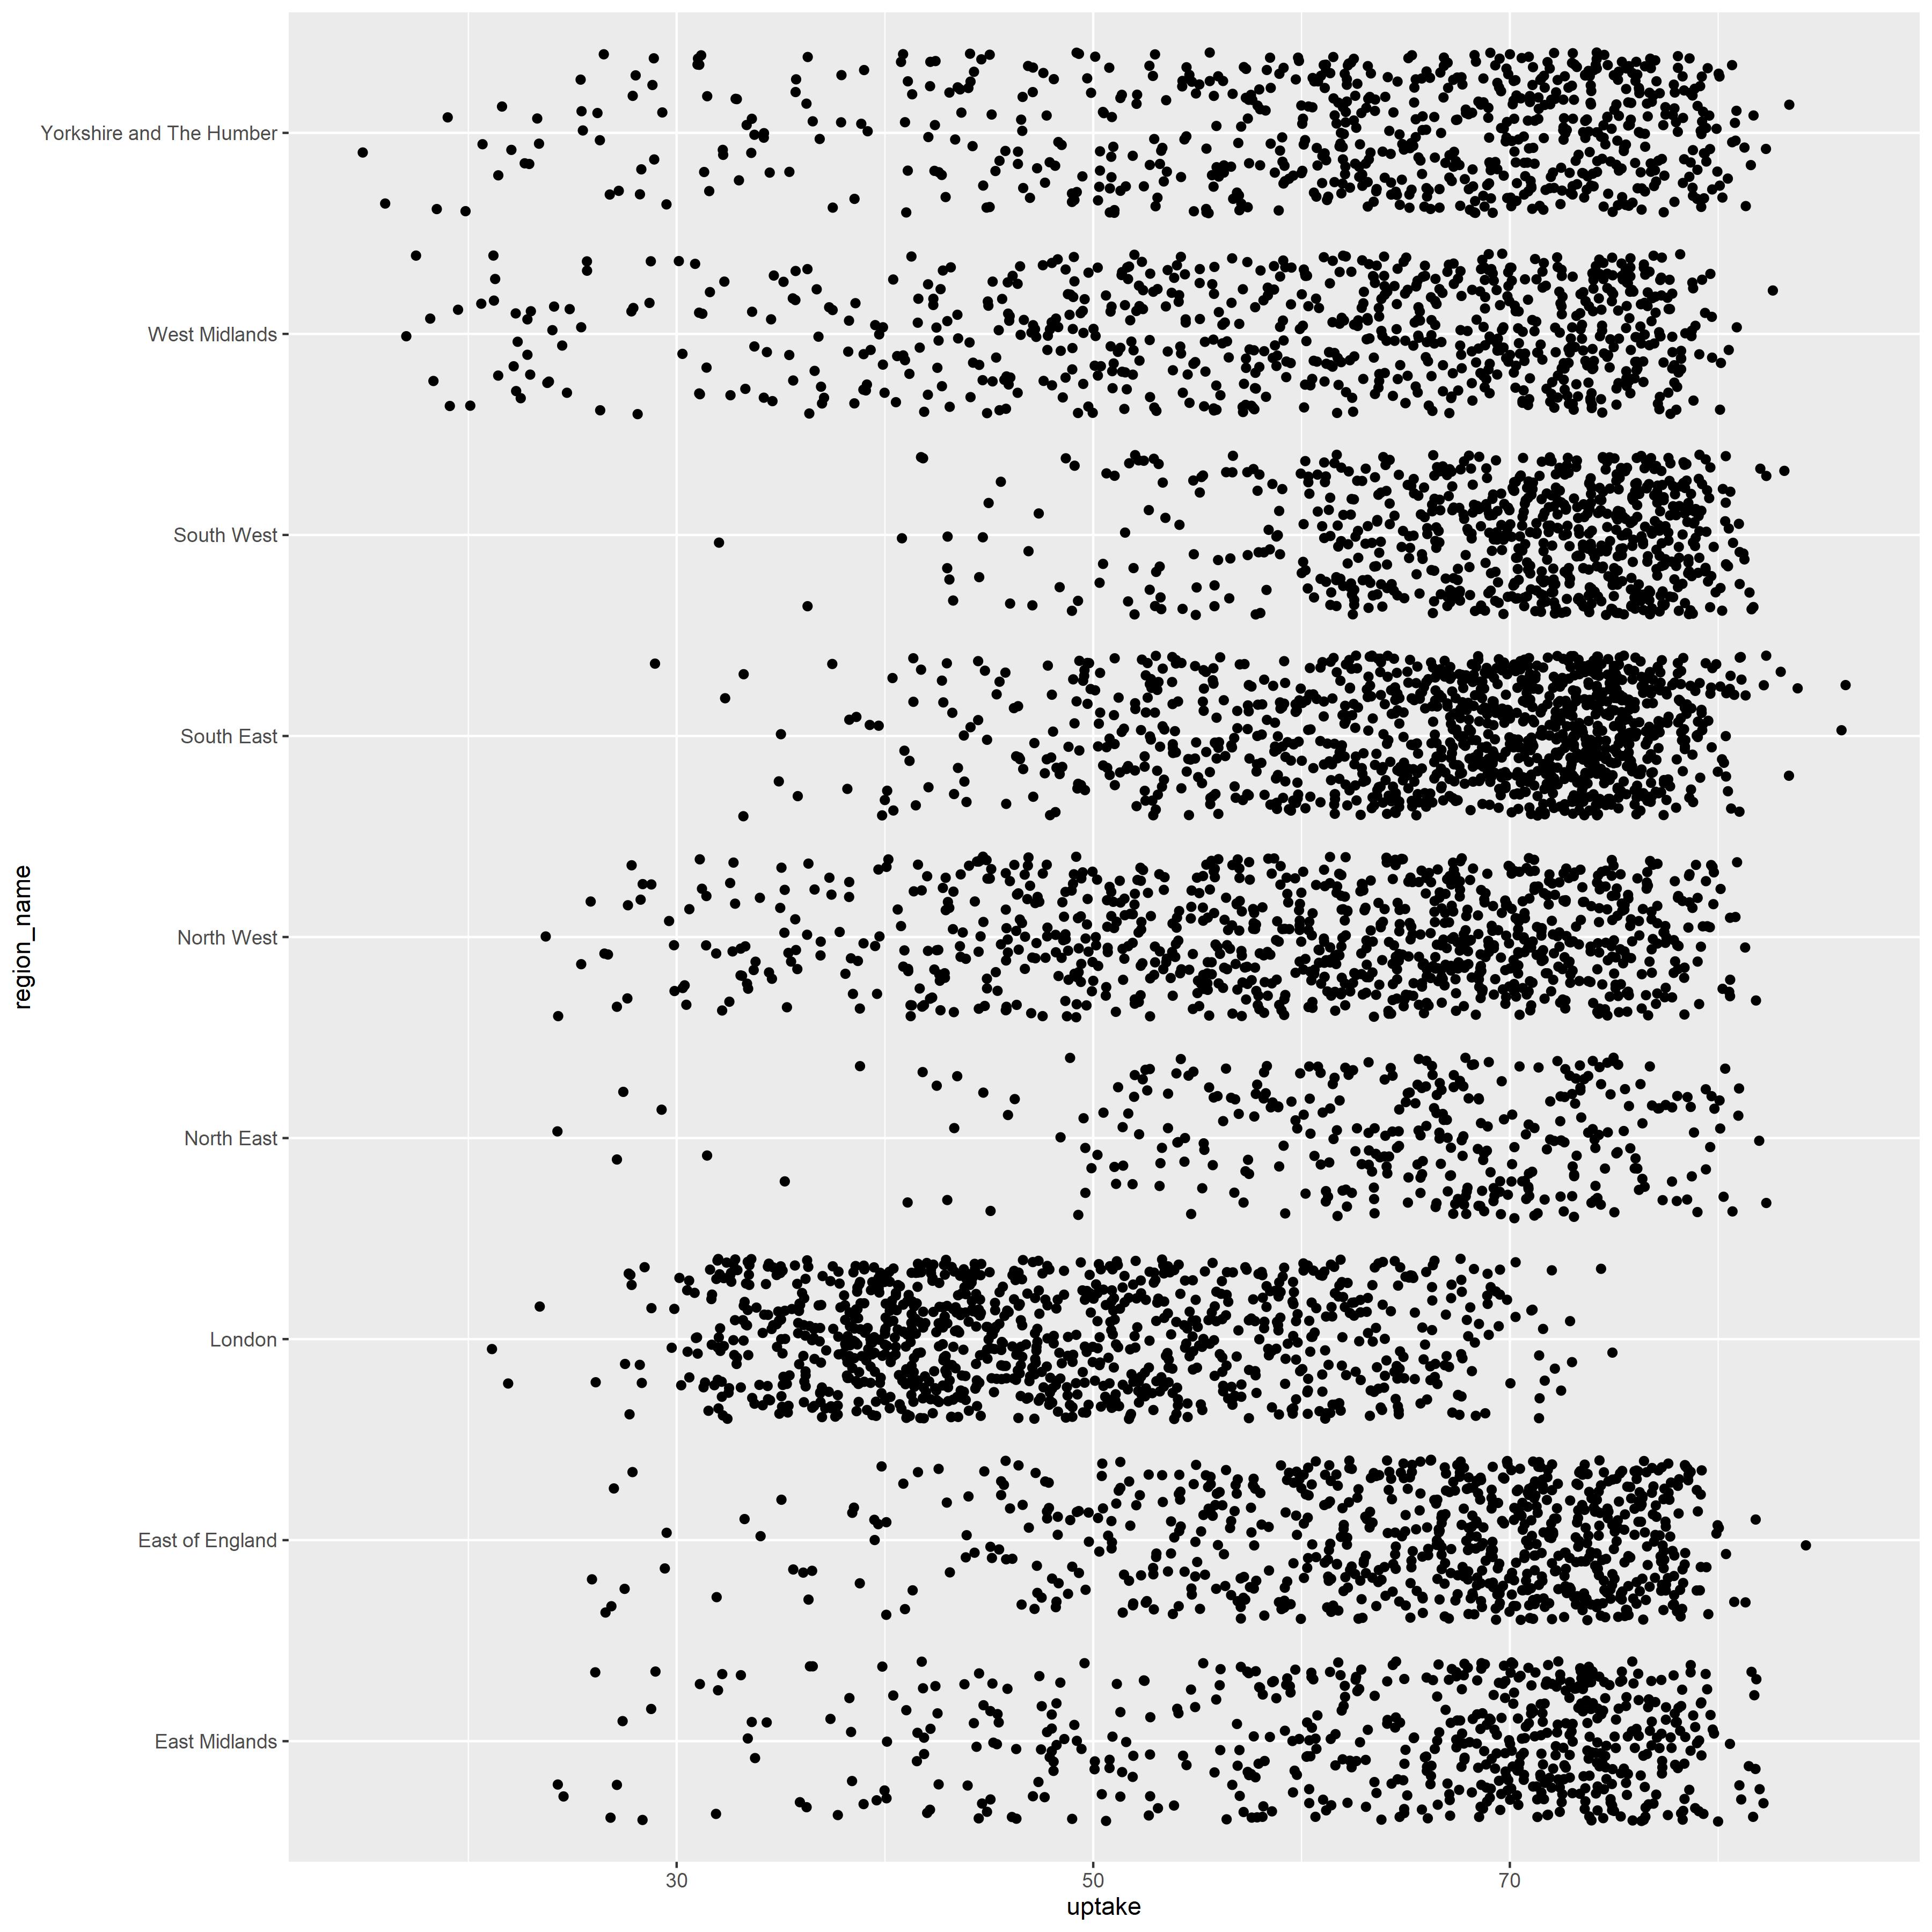 Yorkshire and The Humber
West Midlands
South West
South East
North West
North East
London
East of England
East Midlands
region_name
30 50 70
uptake